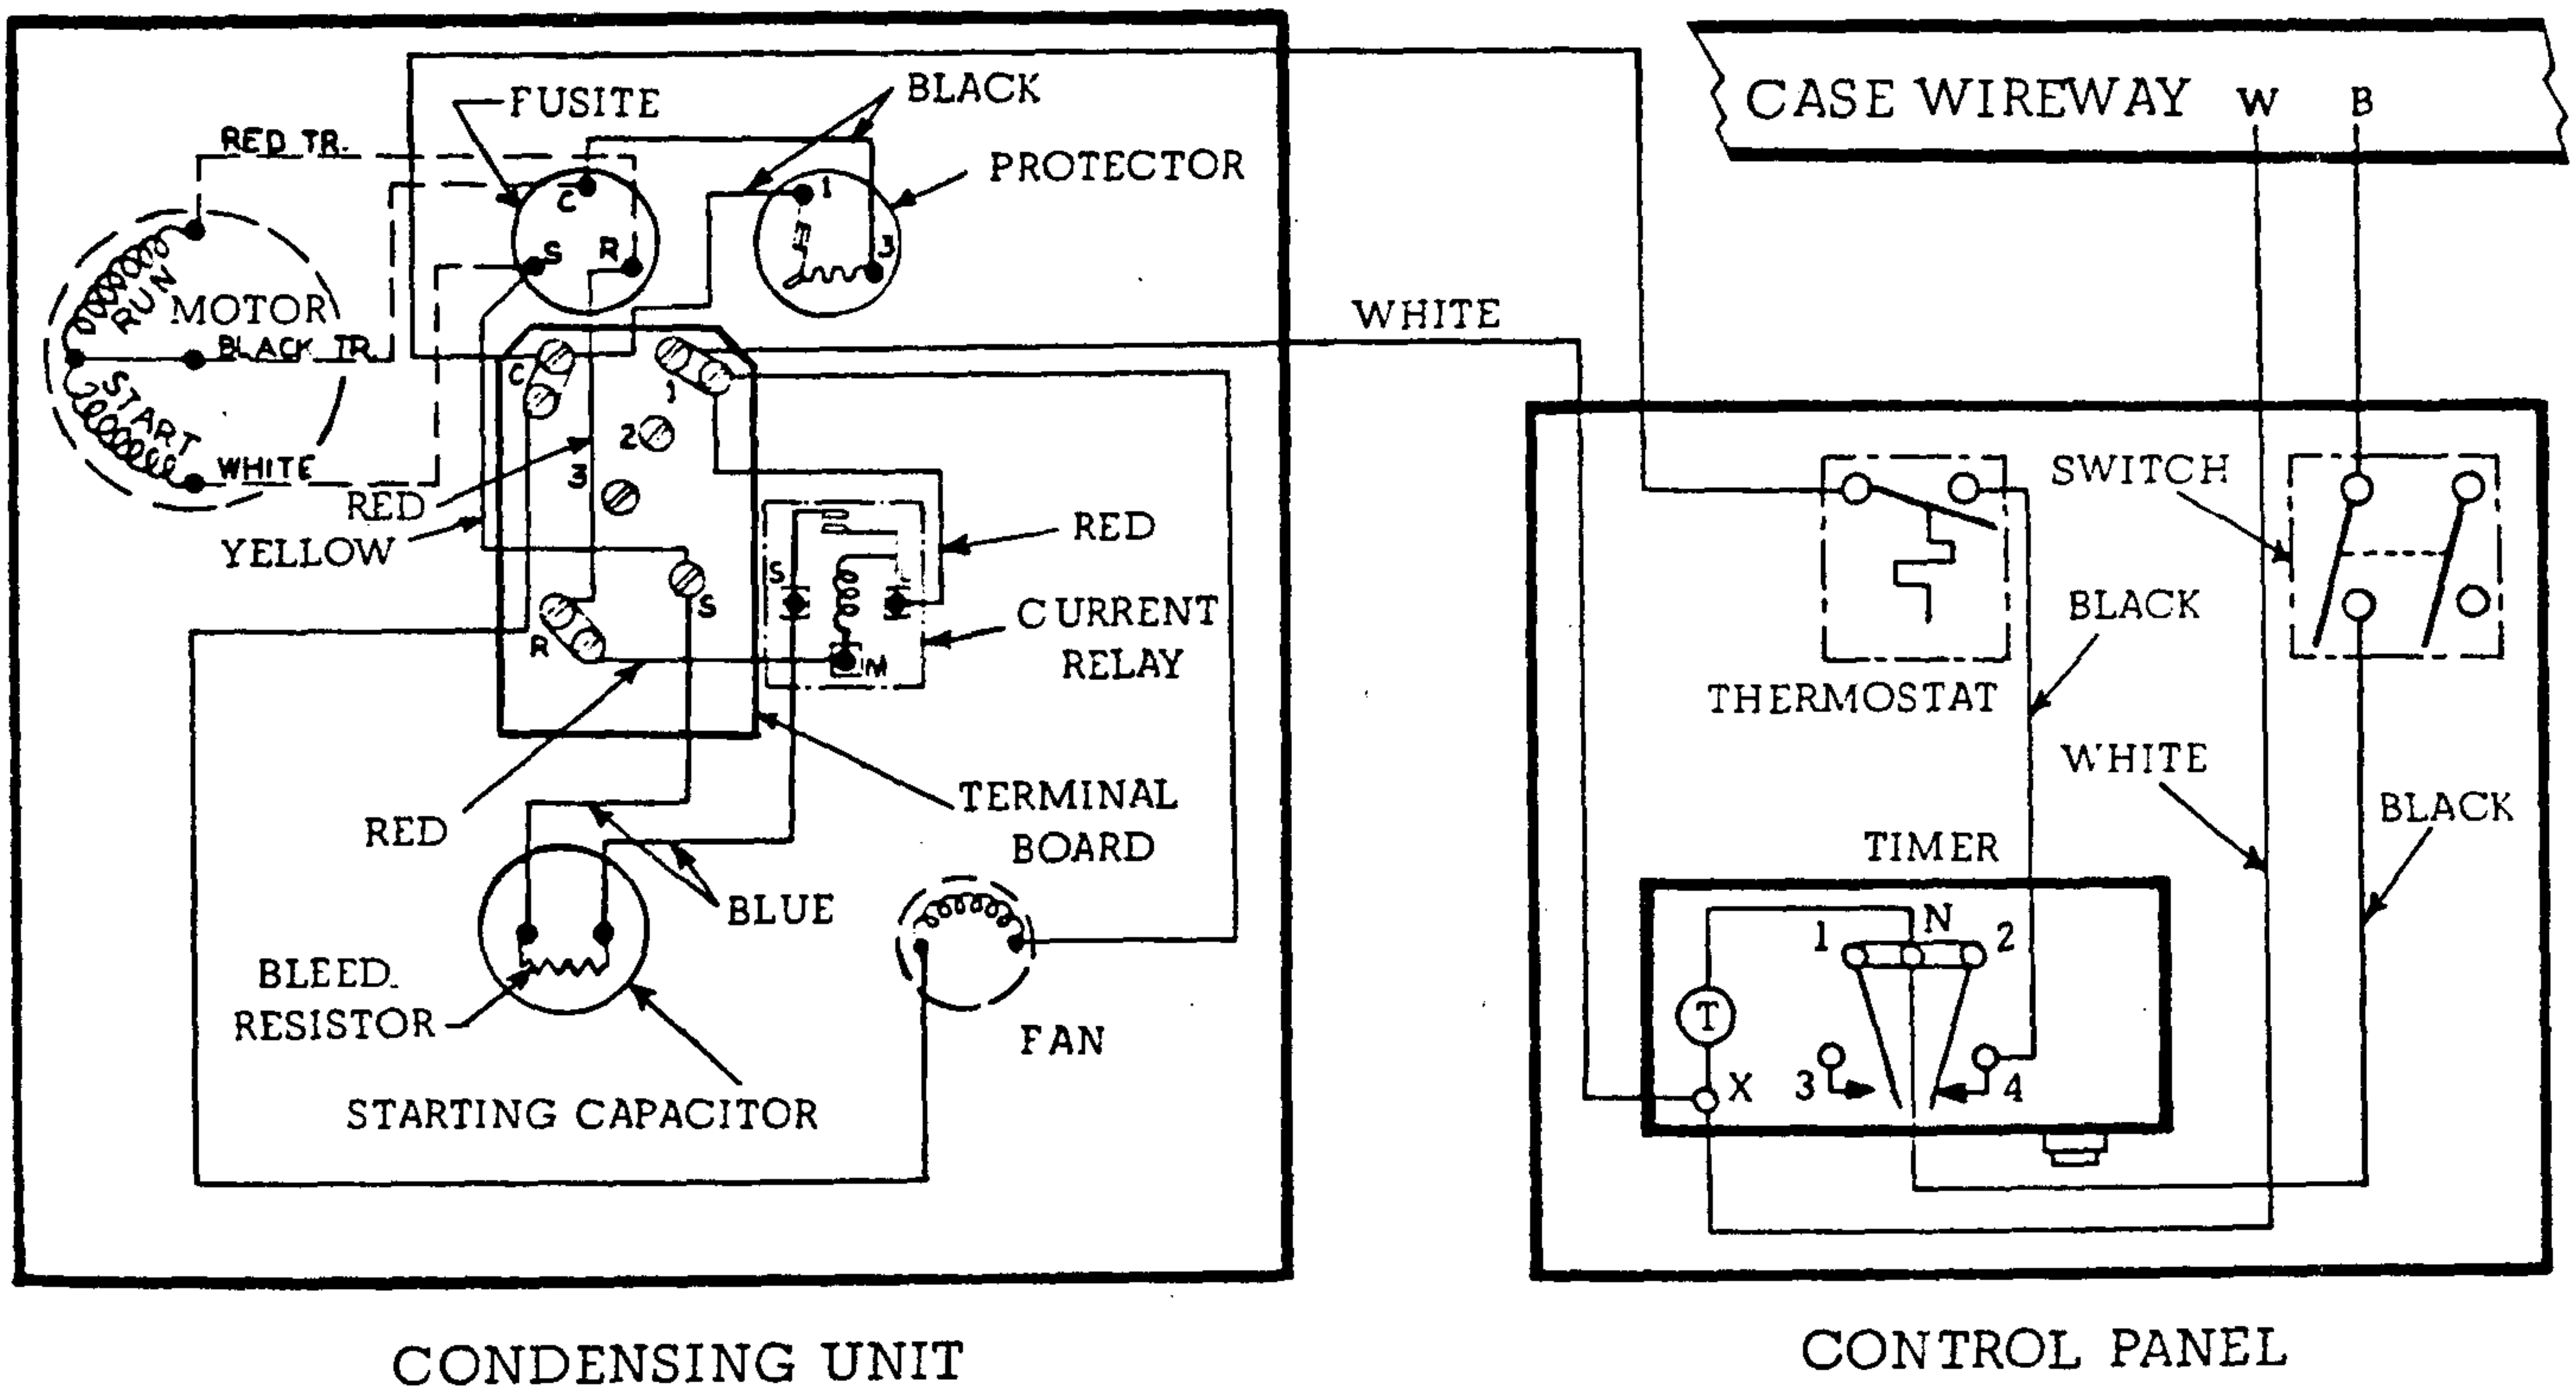 FUSITE
BLACK
RED TR.
PROTECTOR
C
1
S
R
3
RUN
MOTOR
BLACK TR.
START
WHITE
RED
YELLOW
C
1
2
3
S
R
S
M
RED
CURRENT
RELAY
TERMINAL
BOARD
RED
BLUE
BLEED
RESISTOR
STARTING CAPACITOR
FAN
CONDENSING UNIT
WHITE
CASE WIREWAY W B
SWITCH
THERMOSTAT
BLACK
WHITE
BLACK
TIMER
1 N 2
T
X
3
4
CONTROL PANEL